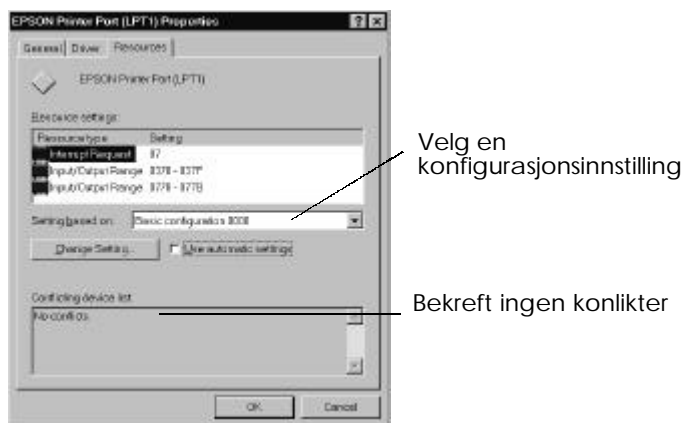 EPSON Printer Port (LPT1) Properties
General Driver Resources
EPSON Printer Port (LPT1)
Resource settings:
Resource type Setting
Interrupt Request 07
Input/Output Range 0378 - 037F
Input/Output Range 0778 - 077B
Setting based on: Basic configuration 0000
Change Setting... Use automatic settings
Conflicting device list:
No conflicts.
OK Cancel
Velg en
konfigurasjonsinnstilling
Bekreft ingen konlikter